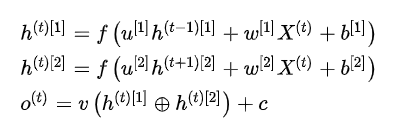 h^{(t)[1]} = f(u^{[1]}h^{(t−1)[1]} + w^{[1]}X^{(t)} + b^{[1]})
h^{(t)[2]} = f(u^{[2]}h^{(t+1)[2]} + w^{[2]}X^{(t)} + b^{[2]})
o^{(t)} = v(h^{(t)[1]} ⊕ h^{(t)[2]}) + c